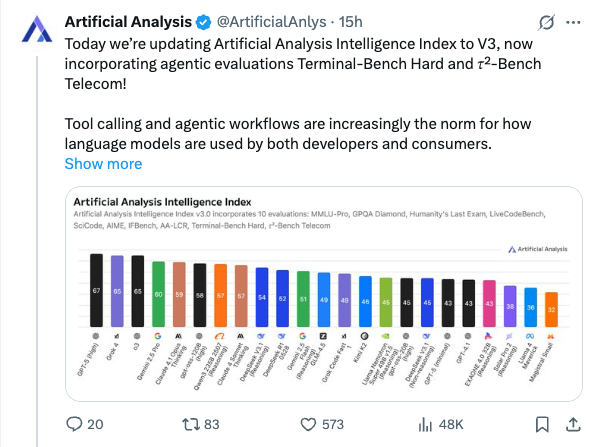 Artificial Analysis @ArtificialAnlys · 15h
Today we're updating Artificial Analysis Intelligence Index to V3, now
incorporating agentic evaluations Terminal-Bench Hard and 𝜏²-Bench
Telecom!
Tool calling and agentic workflows are increasingly the norm for how
language models are used by both developers and consumers.
Show more
Artificial Analysis Intelligence Index
Artificial Analysis Intelligence Index v3.0 incorporates 10 evaluations: MMLU-Pro, GPQA Diamond, Humanity's Last Exam, LiveCodeBench,
SciCode, AIME, IFBench, AA-LCR, Terminal-Bench Hard, 𝜏²-Bench Telecom
Artificial Analysis
67 65 65 60 59 58 57 57 54 52 51 49 49 48 45 45 45 43 43 43 38 36 32
GPT-5 (high)
Grok 4
o3
Gemini 2.5 Pro
Claude 4.1 Opus Thinking
gpt-oss-120B (high)
Qwen3 235B 2507 (Reasoning)
Claude 4 Sonnet Thinking
DeepSeek V3.1 (Reasoning)
DeepSeek R1 0528
Gemini 2.5 Flash (Reasoning)
GLM-4.5
Grok Code Fast 1
Kimi K2
Llama Nemotron Super 49B v1.5 (Reasoning)
gpt-oss-20B (high)
DeepSeek V3.1 (Non-reasoning)
GPT-5 (minimal)
GPT-4.1
EXAONE 4.0 32B (Reasoning)
Solar Pro 2 (Reasoning)
Llama 4 Maverick
Magistral Small
20 83 573 48K